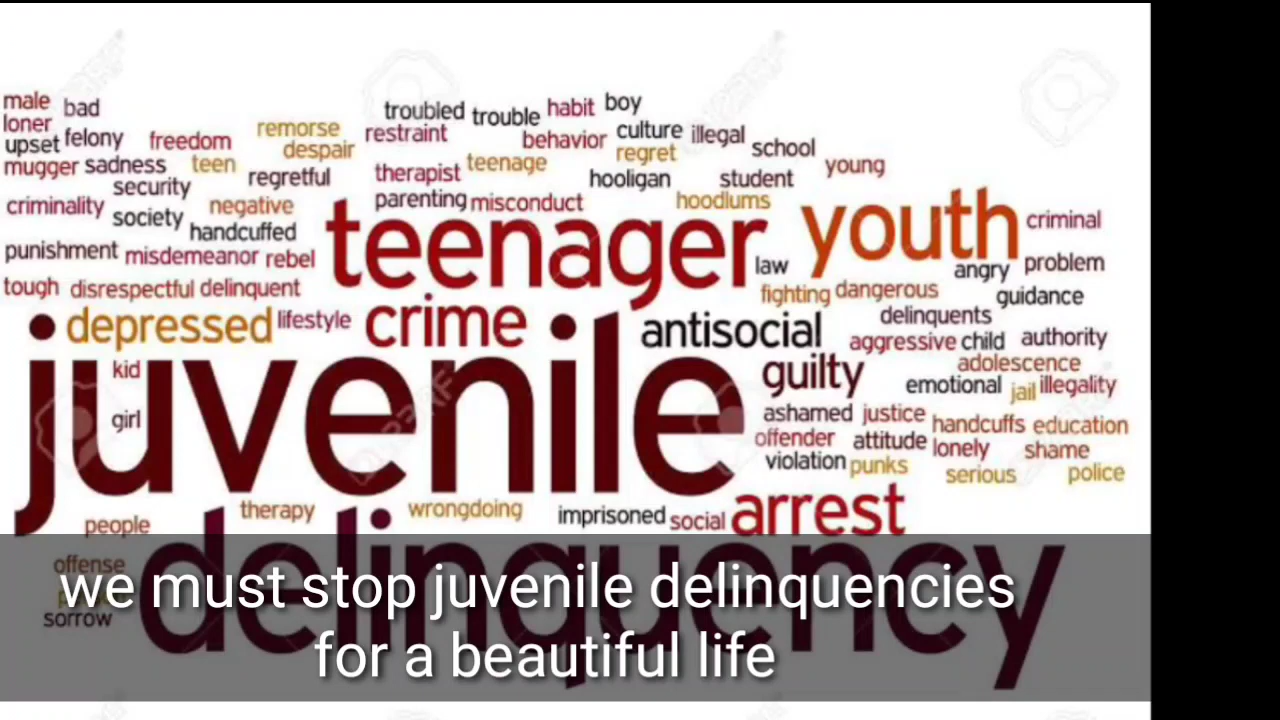 male bad
loner
upset felony freedom remorse
despair
mugger sadness teen
security regretful
criminality society negative
handcuffed
punishment misdemeanor rebel
tough disrespectful delinquent
troubled trouble habit boy
restraint behavior culture illegal
regret school
therapist teenage young
hooligan student
parenting misconduct hoodlums
teenager youth criminal
law angry problem
fighting dangerous guidance
depressed lifestyle crime antisocial delinquents
aggressive child authority
kid juvenile guilty adolescence
emotional jail illegality
girl ashamed justice handcuffs education
offender attitude lonely shame
violation punks serious police
people therapy wrongdoing imprisoned social arrest
delinquency
offense
sorrow
we must stop juvenile delinquencies
for a beautiful life